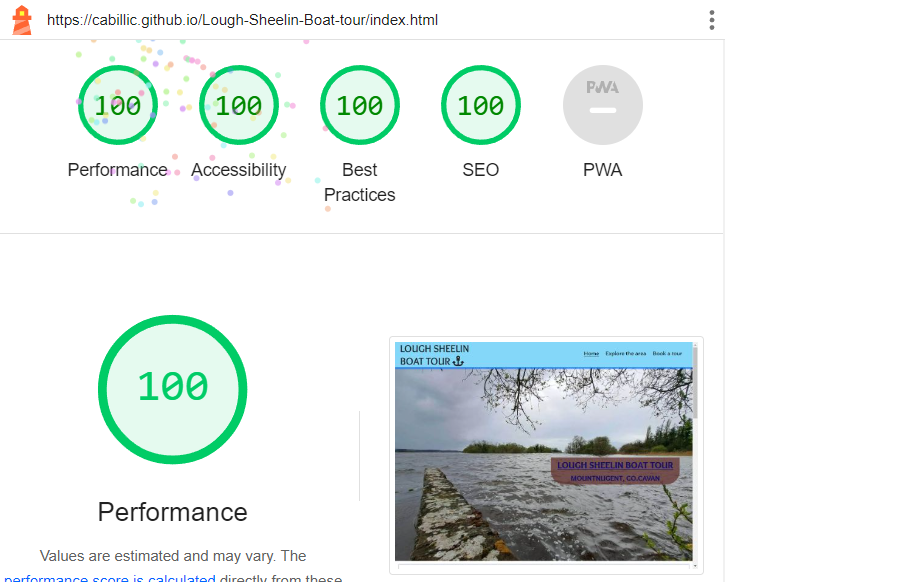 https://cabillic.github.io/Lough-Sheelin-Boat-tour/index.html
100
100
100
100
PWA
Performance
Accessibility
Best
Practices
SEO
PWA
100
Performance
Values are estimated and may vary. The
performance score is calculated directly from these
LOUGH SHEELIN
BOAT TOUR
Home Explore the area Book a tour
LOUGH SHEELIN BOAT TOUR
MOUNTNUGENT, CO.CAVAN